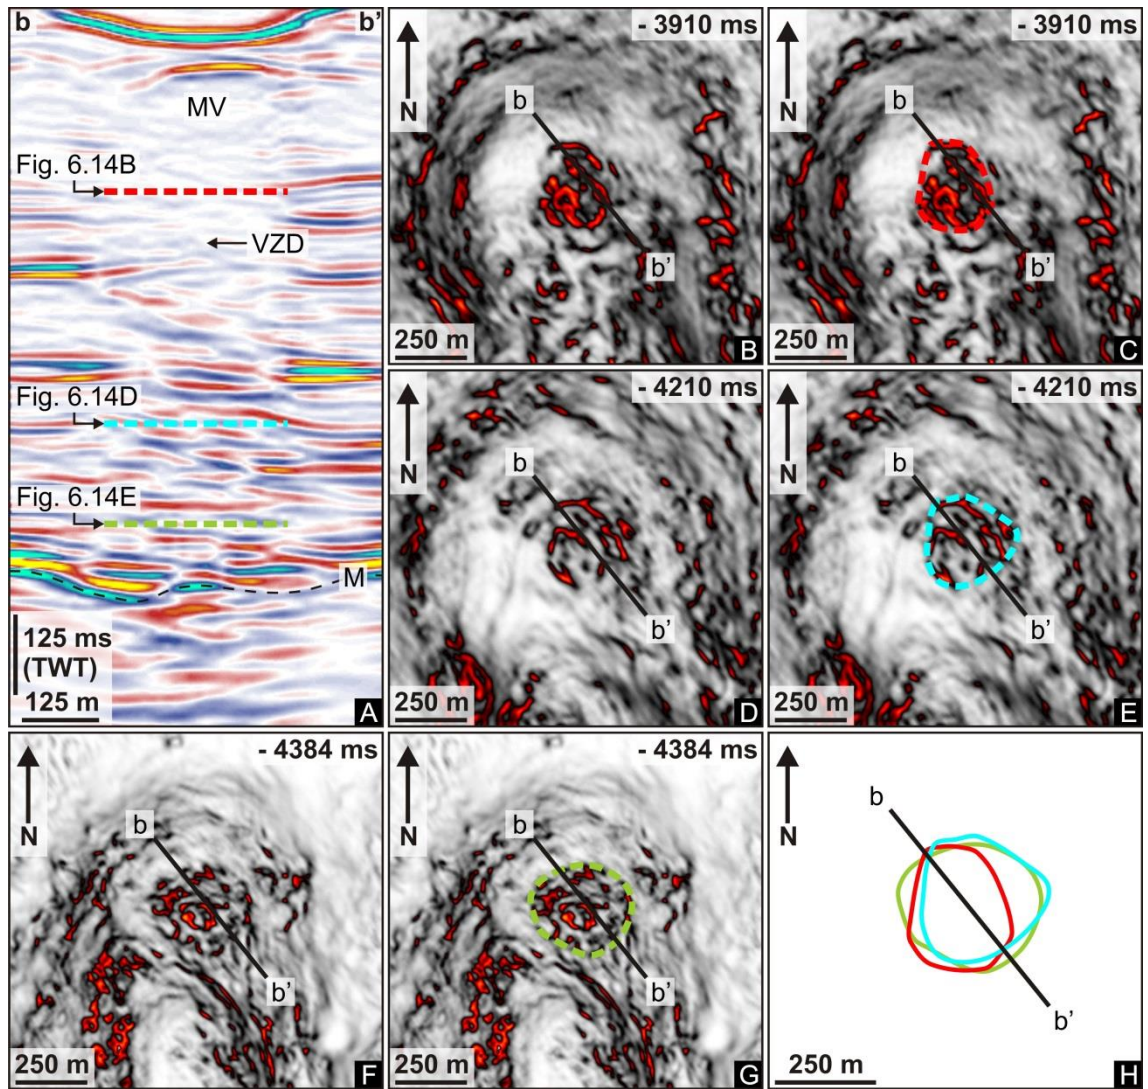 b b’
MV
Fig. 6.14B
VZD
Fig. 6.14D
Fig. 6.14E
M
125 ms
(TWT)
125 m
A
- 3910 ms
N
b
b’
250 m
B
- 3910 ms
N
b
b’
250 m
C
- 4210 ms
N
b
b’
250 m
D
- 4210 ms
N
b
b’
250 m
E
- 4384 ms
N
b
b’
250 m
F
- 4384 ms
N
b
b’
250 m
G
N
b
b’
250 m
H